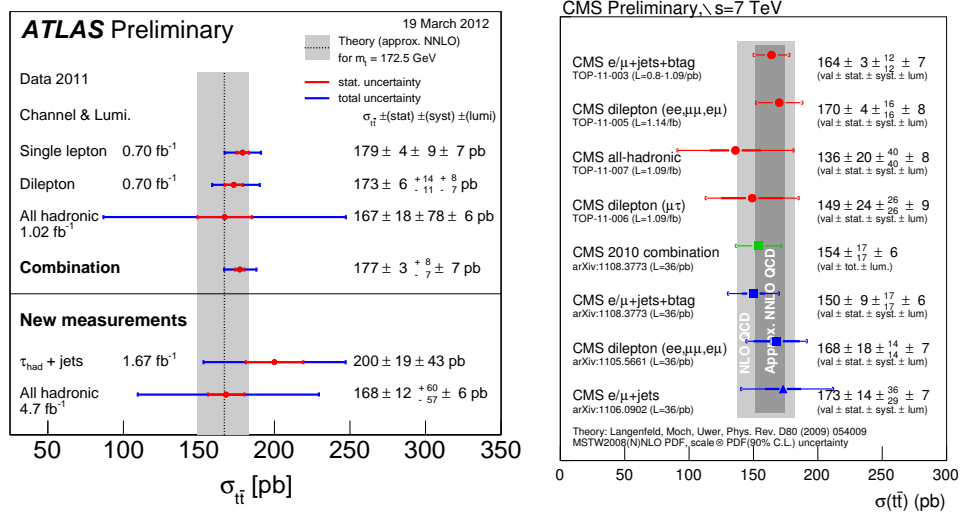 ATLAS Preliminary
19 March 2012
Theory (approx. NNLO)
for mₜ = 172.5 GeV
Data 2011
stat. uncertainty
total uncertainty
Channel & Lumi.
σtt̄ ±(stat) ±(syst) ±(lumi)
Single lepton 0.70 fb⁻¹ 179 ± 4 ± 9 ± 7 pb
Dilepton 0.70 fb⁻¹ 173 ± 6 + 14 - 11 + 8 - 7 pb
All hadronic 167 ± 18 ± 78 ± 6 pb
1.02 fb⁻¹
Combination 177 ± 3 + 8 - 7 ± 7 pb
New measurements
τhad + jets 1.67 fb⁻¹ 200 ± 19 ± 43 pb
All hadronic 168 ± 12 + 60 - 57 ± 6 pb
4.7 fb⁻¹
50 100 150 200 250 300 350
σtt̄ [pb]
CMS Preliminary,√s=7 TeV
CMS e/μ+jets+btag 164 ± 3 ± 12 12 ± 7
TOP-11-003 (L=0.8-1.09/pb) (val ± stat. ± syst. ± lum)
CMS dilepton (ee,μμ,eμ) 170 ± 4 ± 16 16 ± 8
TOP-11-005 (L=1.14/fb) (val ± stat. ± syst. ± lum)
CMS all-hadronic 136 ± 20 ± 40 40 ± 8
TOP-11-007 (L=1.09/fb) (val ± stat. ± syst. ± lum)
CMS dilepton (μτ) 149 ± 24 ± 26 26 ± 9
TOP-11-006 (L=1.09/fb) (val ± stat. ± syst. ± lum)
CMS 2010 combination 154 ± 17 17 ± 6
arXiv:1108.3773 (L=36/pb) (val ± tot. ± lum.)
CMS e/μ+jets+btag 150 ± 9 ± 17 17 ± 6
arXiv:1108.3773 (L=36/pb) (val ± stat. ± syst. ± lum)
CMS dilepton (ee,μμ,eμ) 168 ± 18 ± 14 14 ± 7
arXiv:1105.5661 (L=36/pb) (val ± stat. ± syst. ± lum)
CMS e/μ+jets 173 ± 14 ± 36 29 ± 7
arXiv:1106.0902 (L=36/pb) (val ± stat. ± syst. ± lum)
NLO QCD
Approx. NNLO QCD
Theory: Langenfeld, Moch, Uwer, Phys. Rev. D80 (2009) 054009
MSTW2008(N)NLO PDF, scale ⊗ PDF(90% C.L.) uncertainty
0 50 100 150 200 250 300
σ(tt̄) (pb)